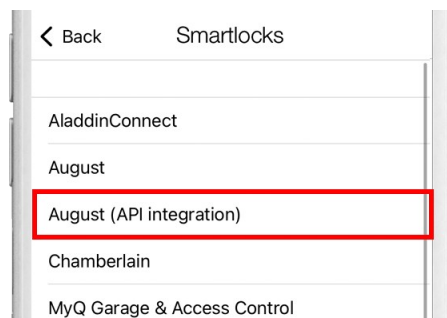 Back Smartlocks
AladdinConnect
August
August (API integration)
Chamberlain
MyQ Garage & Access Control